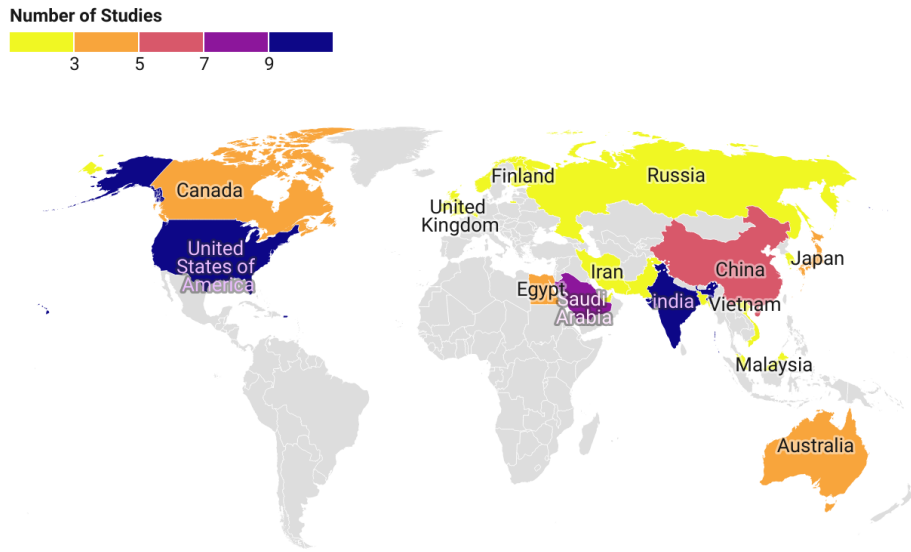 Number of Studies
3 5 7 9
Canada
Finland
Russia
United
Kingdom
United
States of
America
Iran
China
Japan
Egypt
Saudi
Arabia
india
Vietnam
Malaysia
Australia